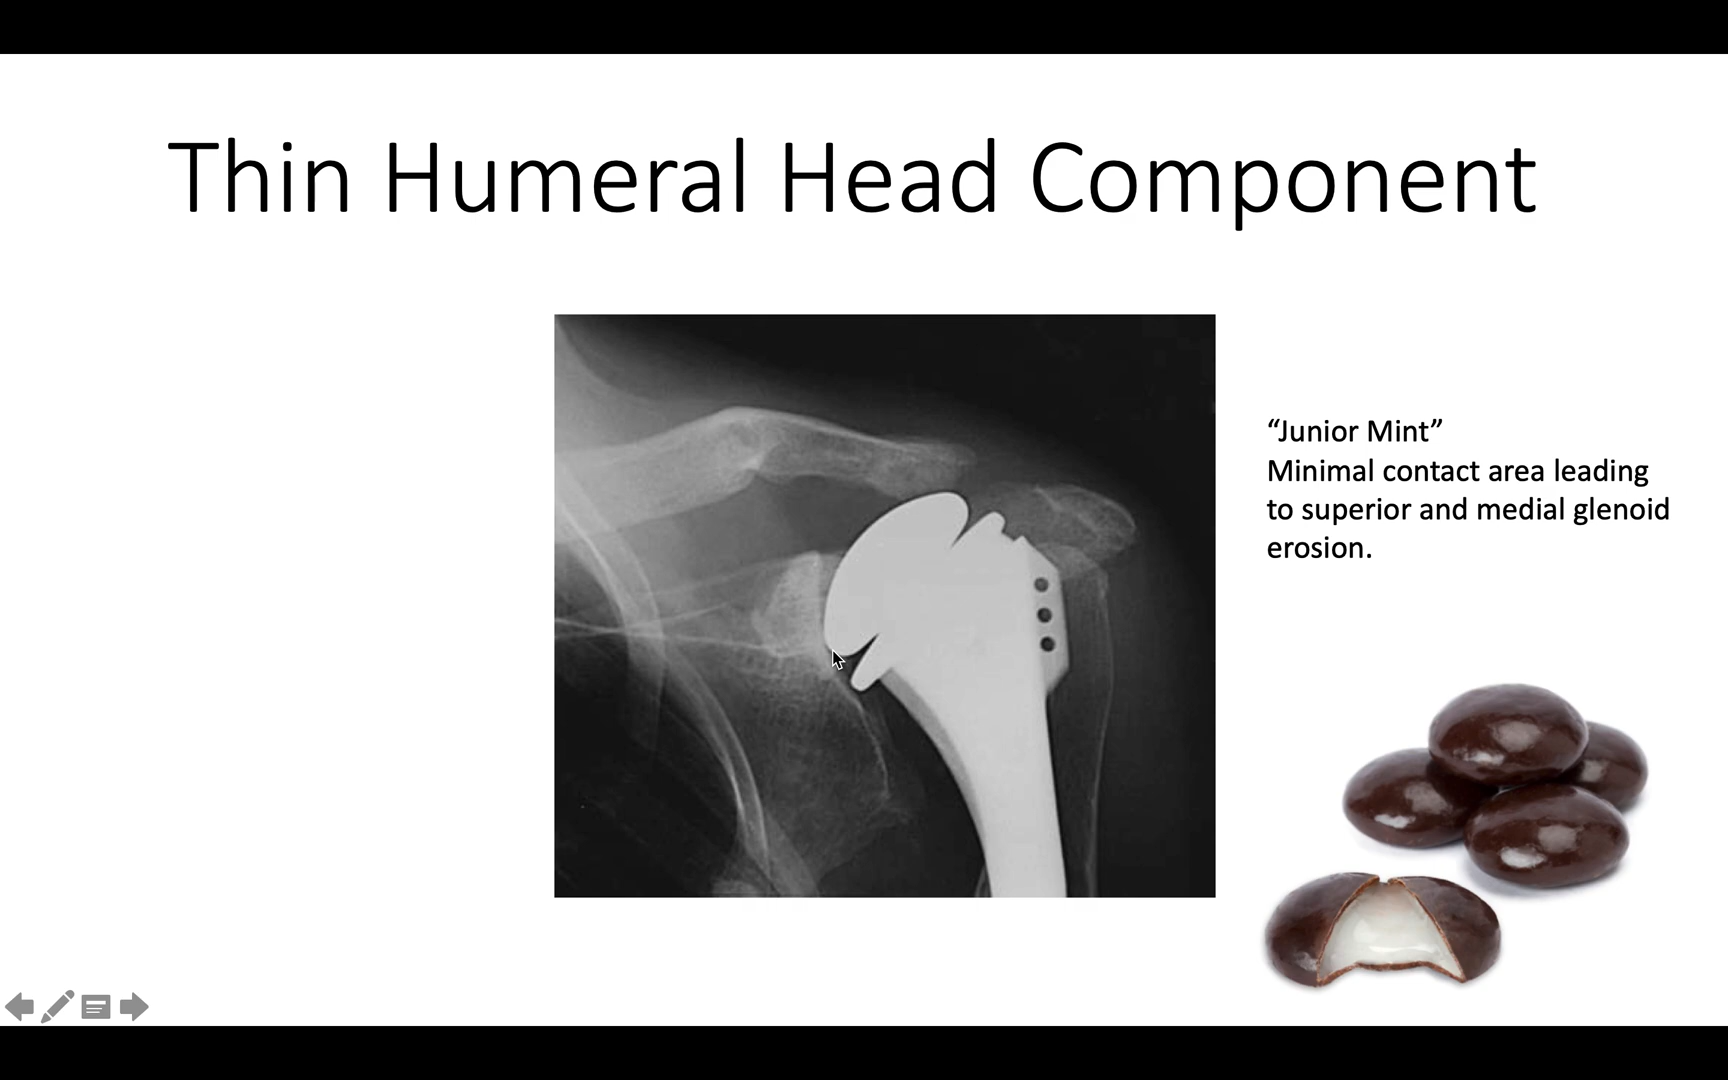 Thin Humeral Head Component
“Junior Mint”
Minimal contact area leading
to superior and medial glenoid
erosion.